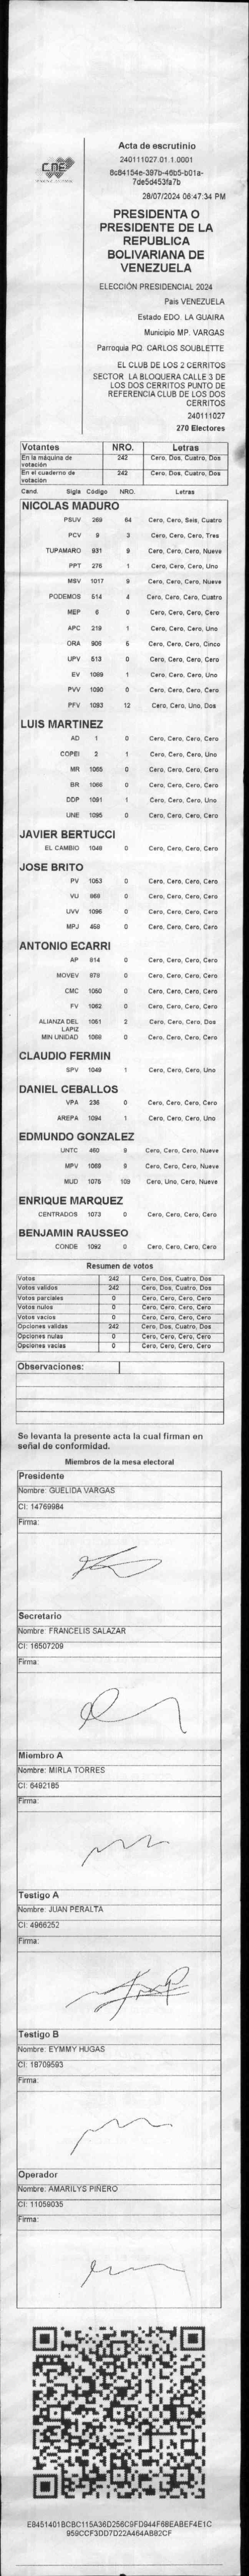 CNE
Acta de escrutinio
240111027.01.1.0001
8c84154e-397b-46b5-b01a-
7de5d453fa7b
28/07/2024 08:47:34 PM
PRESIDENTA O
PRESIDENTE DE LA
REPUBLICA
BOLIVARIANA DE
VENEZUELA
ELECCIÓN PRESIDENCIAL 2024
Pais VENEZUELA
Estado EDO. LA GUAIRA
Municipio MP. VARGAS
Parroquia PQ. CARLOS SOUBLETTE
EL CLUB DE LOS 2 CERRITOS
SECTOR LA BLOQUERA CALLE 3 DE
LOS DOS CERRITOS PUNTO DE
REFERENCIA CLUB DE LOS DOS
CERRITOS
240111027
270 Electores
Votantes NRO. Letras
En la máquina de votación 242 Cero, Dos, Cuatro, Dos
En el cuaderno de votación 242 Cero, Dos, Cuatro, Dos
Cand. Sigla Código NRO. Letras
NICOLAS MADURO
PSUV 269 64 Cero, Cero, Seis, Cuatro
PCV 9 3 Cero, Cero, Cero, Tres
TUPAMARO 931 9 Cero, Cero, Cero, Nueve
PPT 276 1 Cero, Cero, Cero, Uno
MSV 1017 9 Cero, Cero, Cero, Nueve
PODEMOS 514 4 Cero, Cero, Cero, Cuatro
MEP 6 0 Cero, Cero, Cero, Cero
APC 219 1 Cero, Cero, Cero, Uno
ORA 906 5 Cero, Cero, Cero, Cinco
UPV 513 0 Cero, Cero, Cero, Cero
EV 1089 1 Cero, Cero, Cero, Uno
PVV 1090 0 Cero, Cero, Cero, Cero
PFV 1093 12 Cero, Cero, Uno, Dos
LUIS MARTINEZ
AD 1 0 Cero, Cero, Cero, Cero
COPEI 2 1 Cero, Cero, Cero, Uno
MR 1065 0 Cero, Cero, Cero, Cero
BR 1066 0 Cero, Cero, Cero, Cero
DDP 1091 1 Cero, Cero, Cero, Uno
UNE 1095 0 Cero, Cero, Cero, Cero
JAVIER BERTUCCI
EL CAMBIO 1048 0 Cero, Cero, Cero, Cero
JOSE BRITO
PV 1053 0 Cero, Cero, Cero, Cero
VU 969 0 Cero, Cero, Cero, Cero
UVV 1096 0 Cero, Cero, Cero, Cero
MPJ 458 0 Cero, Cero, Cero, Cero
ANTONIO ECARRI
AP 814 0 Cero, Cero, Cero, Cero
MOVEV 879 0 Cero, Cero, Cero, Cero
CMC 1050 0 Cero, Cero, Cero, Cero
FV 1062 0 Cero, Cero, Cero, Cero
ALIANZA DEL LAPIZ 1051 2 Cero, Cero, Cero, Dos
MIN UNIDAD 1068 0 Cero, Cero, Cero, Cero
CLAUDIO FERMIN
SPV 1049 1 Cero, Cero, Cero, Uno
DANIEL CEBALLOS
VPA 236 0 Cero, Cero, Cero, Cero
AREPA 1094 1 Cero, Cero, Cero, Uno
EDMUNDO GONZALEZ
UNTC 460 9 Cero, Cero, Cero, Nueve
MPV 1069 9 Cero, Cero, Cero, Nueve
MUD 1075 109 Cero, Uno, Cero, Nueve
ENRIQUE MARQUEZ
CENTRADOS 1073 0 Cero, Cero, Cero, Cero
BENJAMIN RAUSSEO
CONDE 1092 0 Cero, Cero, Cero, Cero
Resumen de votos
Votos 242 Cero, Dos, Cuatro, Dos
Votos validos 242 Cero, Dos, Cuatro, Dos
Votos parciales 0 Cero, Cero, Cero, Cero
Votos nulos 0 Cero, Cero, Cero, Cero
Votos vacios 0 Cero, Cero, Cero, Cero
Opciones validas 242 Cero, Dos, Cuatro, Dos
Opciones nulas 0 Cero, Cero, Cero, Cero
Opciones vacias 0 Cero, Cero, Cero, Cero
Observaciones:
Se levanta la presente acta la cual firman en
señal de conformidad.
Miembros de la mesa electoral
Presidente
Nombre: GUELIDA VARGAS
CI: 14769984
Firma:
Secretario
Nombre: FRANCELIS SALAZAR
CI: 16507209
Firma:
Miembro A
Nombre: MIRLA TORRES
CI: 6492185
Firma:
Testigo A
Nombre: JUAN PERALTA
CI: 4966252
Firma:
Testigo B
Nombre: EYMMY HUGAS
CI: 18709593
Firma:
Operador
Nombre: AMARILYS PIÑERO
CI: 11059035
Firma:
E8451401BCBC115A36D256C9FD944F68EABEF4E1C
959CCF3DD7D22A464AB82CF